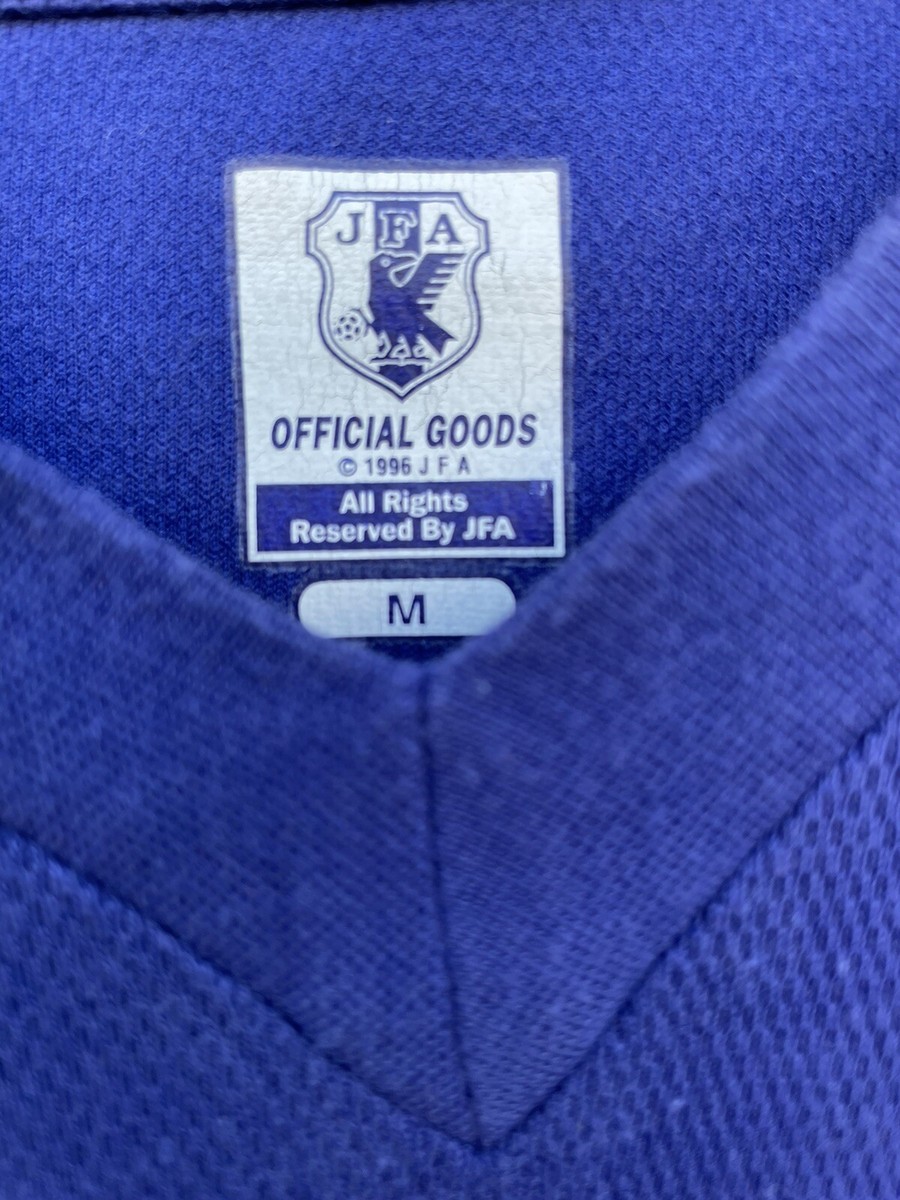 JFA
OFFICIAL GOODS
© 1996 J F A
All Rights
Reserved By JFA
M